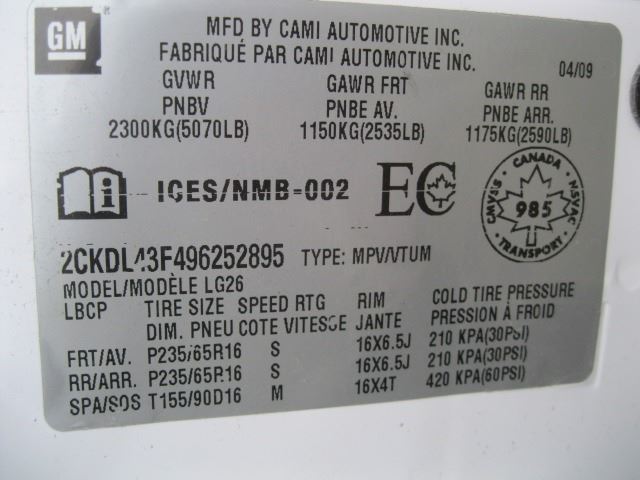 GM
MFD BY CAMI AUTOMOTIVE INC.
FABRIQUÉ PAR CAMI AUTOMOTIVE INC.
04/09
GVWR GAWR FRT GAWR RR
PNBV PNBE AV. PNBE ARR.
2300KG(5070LB) 1150KG(2535LB) 1175KG(2590LB)
ICES/NMB-002 EC
CANADA
CMVSS NSVAC
985
TRANSPORT
2CKDL43F496252895 TYPE: MPV/VTUM
MODEL/MODÈLE LG26
LBCP TIRE SIZE SPEED RTG RIM COLD TIRE PRESSURE
DIM. PNEU COTE VITESSE JANTE PRESSION À FROID
FRT/AV. P235/65R16 S 16X6.5J 210 KPA(30PSI)
RR/ARR. P235/65R16 S 16X6.5J 210 KPA(30PSI)
SPA/SOS T155/90D16 M 16X4T 420 KPA(60PSI)